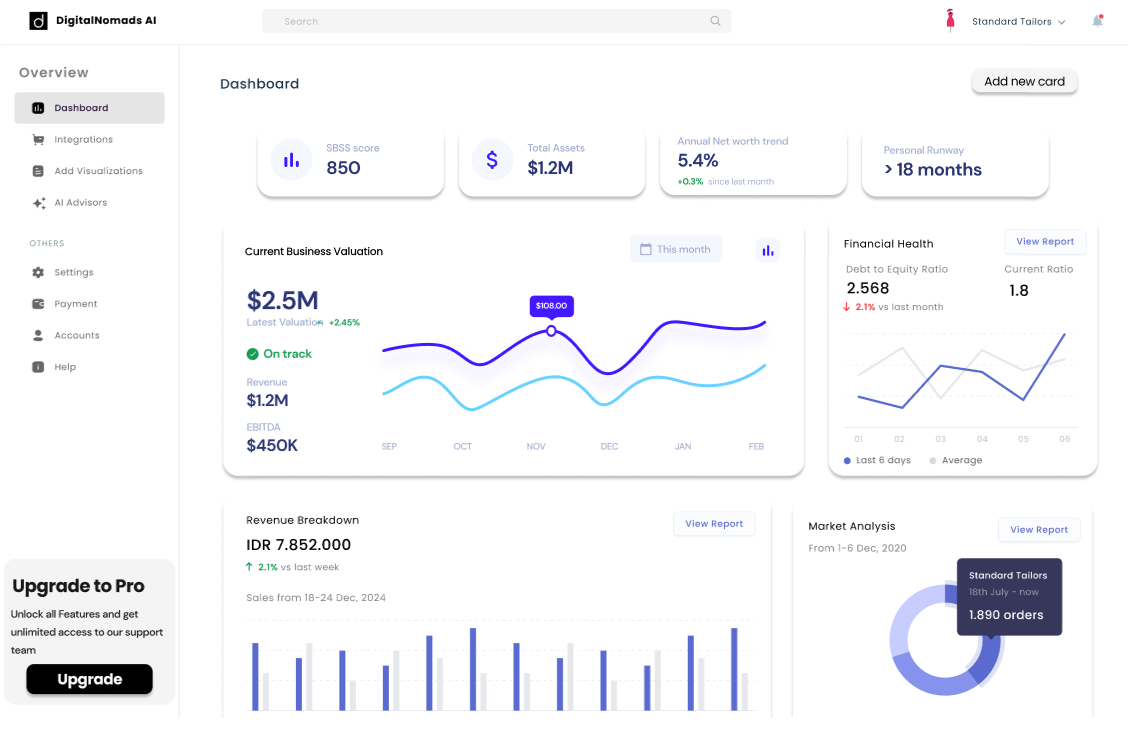 DigitalNomads AI
Search
Standard Tailors
Overview
Dashboard
Integrations
Add Visualizations
AI Advisors
OTHERS
Settings
Payment
Accounts
Help
Upgrade to Pro
Unlock all Features and get
unlimited access to our support
team
Upgrade
Dashboard
Add new card
SBSS score
850
Total Assets
$1.2M
Annual Net worth trend
5.4%
+0.3% since last month
Personal Runway
> 18 months
Current Business Valuation
This month
$2.5M
Latest Valuation +2.45%
On track
Revenue
$1.2M
EBITDA
$450K
$108.00
SEP OCT NOV DEC JAN FEB
Financial Health
View Report
Debt to Equity Ratio
2.568
2.1% vs last month
Current Ratio
1.8
01 02 03 04 05 06
Last 6 days Average
Revenue Breakdown
View Report
IDR 7.852.000
2.1% vs last week
Sales from 18-24 Dec, 2024
Market Analysis
View Report
From 1-6 Dec, 2020
Standard Tailors
18th July - now
1.890 orders